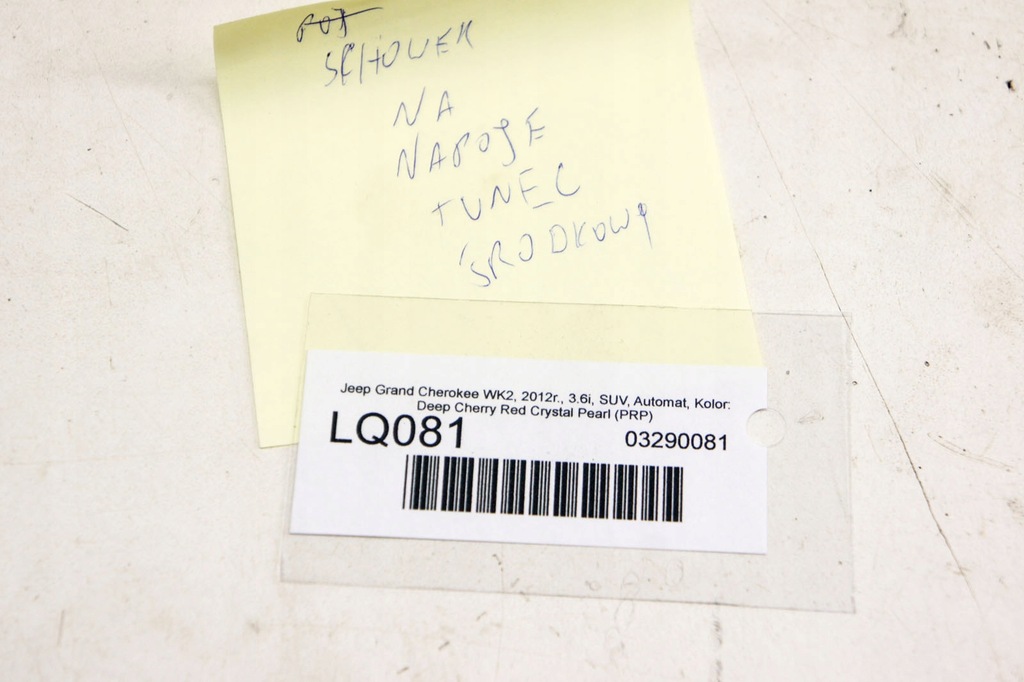 SCHOWEK
NA
NAPOJE
TUNEL
ŚRODKOWY
Jeep Grand Cherokee WK2, 2012r., 3.6i, SUV, Automat, Kolor:
Deep Cherry Red Crystal Pearl (PRP)
LQ081 03290081